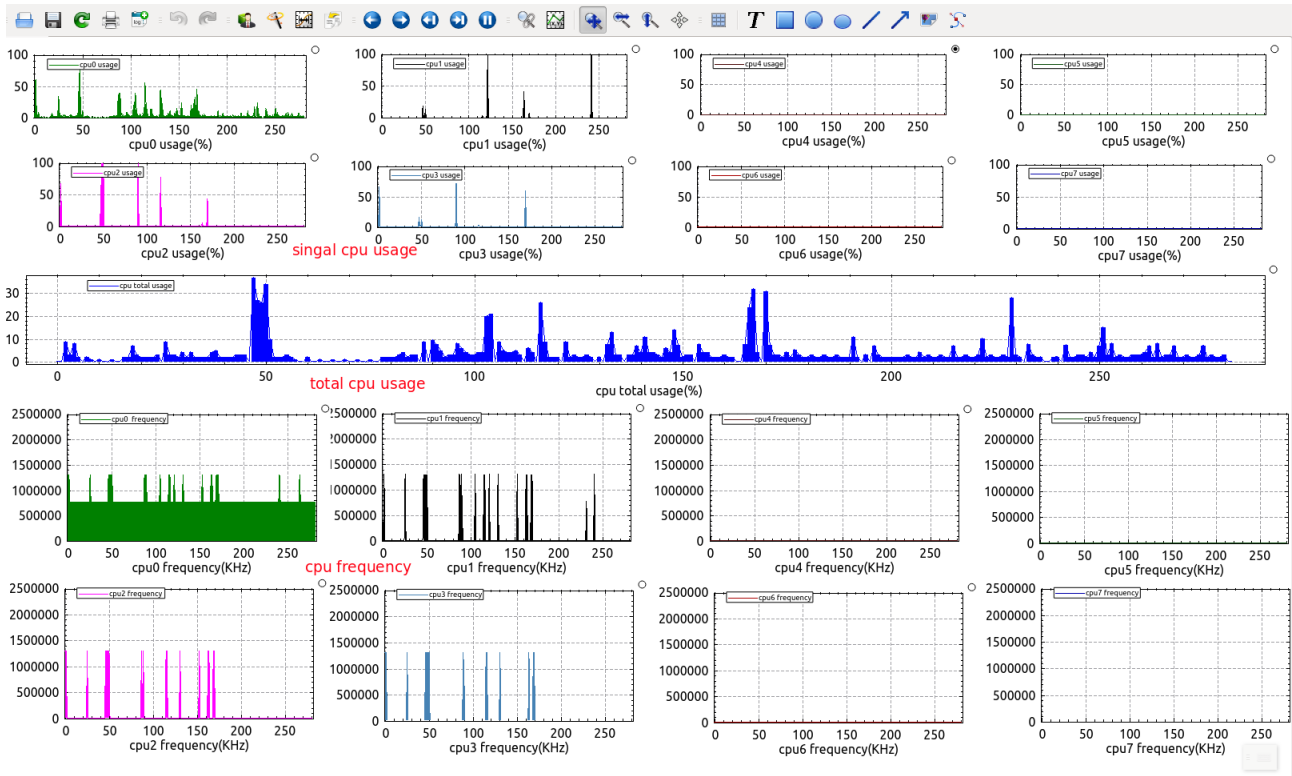 T
100
50
0
cpu0 usage
0 50 100 150 200 250
cpu0 usage(%)
100
50
0
cpu1 usage
0 50 100 150 200 250
cpu1 usage(%)
100
50
0
cpu4 usage
0 50 100 150 200 250
cpu4 usage(%)
100
50
0
cpu5 usage
0 50 100 150 200 250
cpu5 usage(%)
100
50
0
cpu2 usage
0 50 100 150 200 250
cpu2 usage(%)
100
50
0
cpu3 usage
0 50 100 150 200 250
cpu3 usage(%)
100
50
0
cpu6 usage
0 50 100 150 200 250
cpu6 usage(%)
100
50
0
cpu7 usage
0 50 100 150 200 250
cpu7 usage(%)
singal cpu usage
30
20
10
0
cpu total usage
0 50 100 150 200 250
cpu total usage(%)
total cpu usage
2500000
2000000
1500000
1000000
500000
0
cpu0 frequency
0 50 100 150 200 250
cpu0 frequency(KHz)
2500000
2000000
1500000
1000000
500000
0
cpu1 frequency
0 50 100 150 200 250
cpu1 frequency(KHz)
2500000
2000000
1500000
1000000
500000
0
cpu4 frequency
0 50 100 150 200 250
cpu4 frequency(KHz)
2500000
2000000
1500000
1000000
500000
0
cpu5 frequency
0 50 100 150 200 250
cpu5 frequency(KHz)
cpu frequency
2500000
2000000
1500000
1000000
500000
0
cpu2 frequency
0 50 100 150 200 250
cpu2 frequency(KHz)
2500000
2000000
1500000
1000000
500000
0
cpu3 frequency
0 50 100 150 200 250
cpu3 frequency(KHz)
2500000
2000000
1500000
1000000
500000
0
cpu6 frequency
0 50 100 150 200 250
cpu6 frequency(KHz)
2500000
2000000
1500000
1000000
500000
0
cpu7 frequency
0 50 100 150 200 250
cpu7 frequency(KHz)